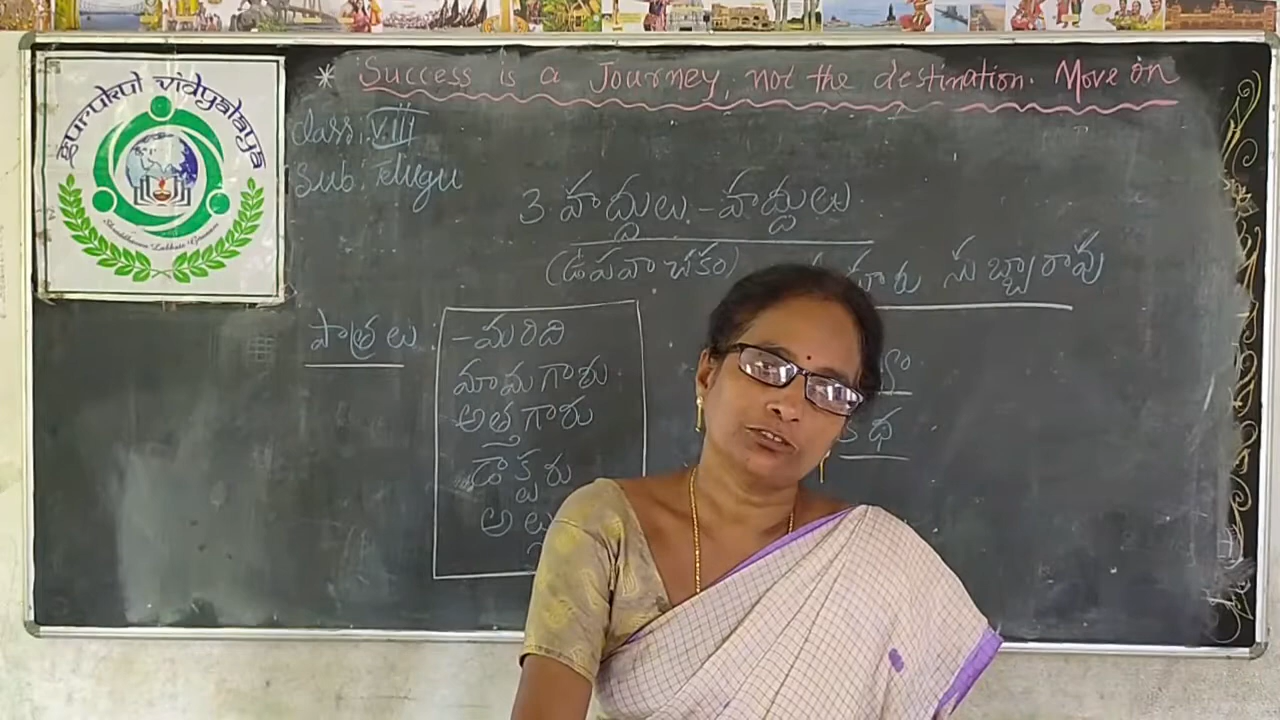 gurukul vidyalaya
* Success is a Journey, not the destination. Move on
Class: VIII
Sub: Telugu
3. హద్దులు - హద్దులు
(ఉపవాచకం)
సుబ్బారావు
పాత్రలు : - మరిది
మామగారు
అత్తగారు
డాక్టరు